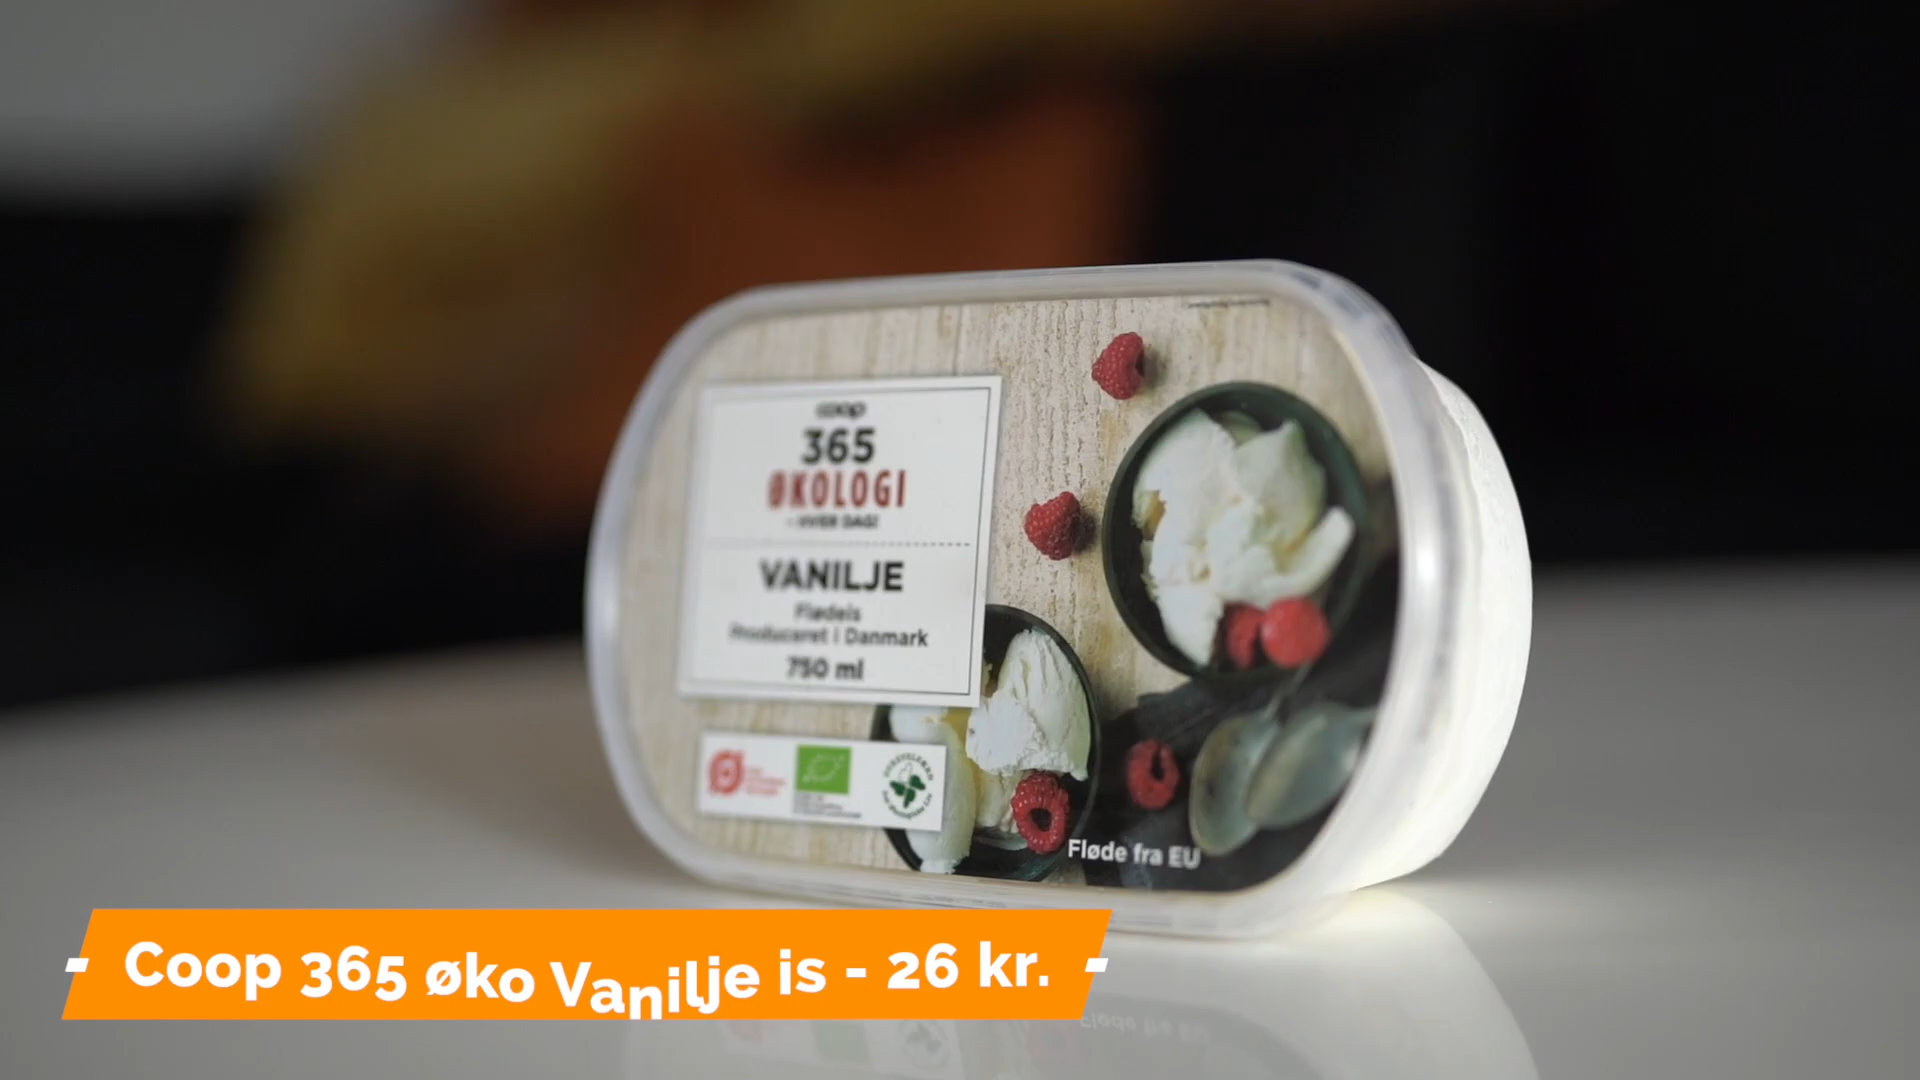 coop
365
ØKOLOGI
- HVER DAG!
VANILJE
Flødeis
Produceret i Danmark
750 ml
Fløde fra EU
Coop 365 øko Vanilje is - 26 kr.